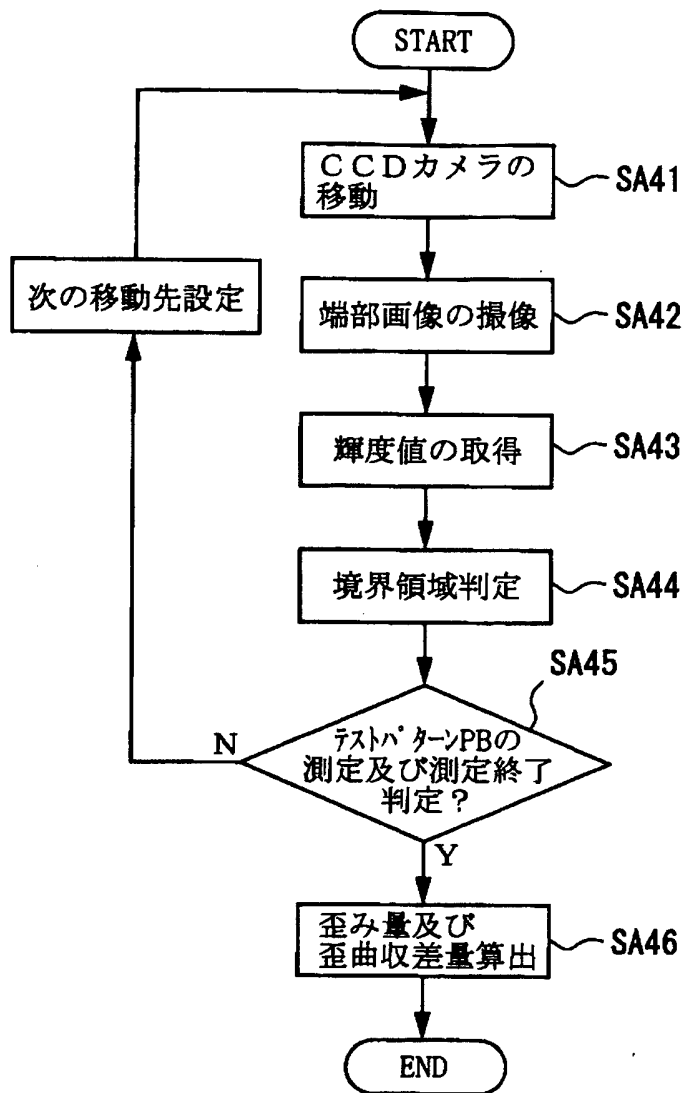 START
CCDカメラの
移動
SA41
次の移動先設定
端部画像の撮像
SA42
輝度値の取得
SA43
境界領域判定
SA44
SA45
N
テストパターンPBの
測定及び測定終了
判定？
Y
歪み量及び
歪曲収差量算出
SA46
END